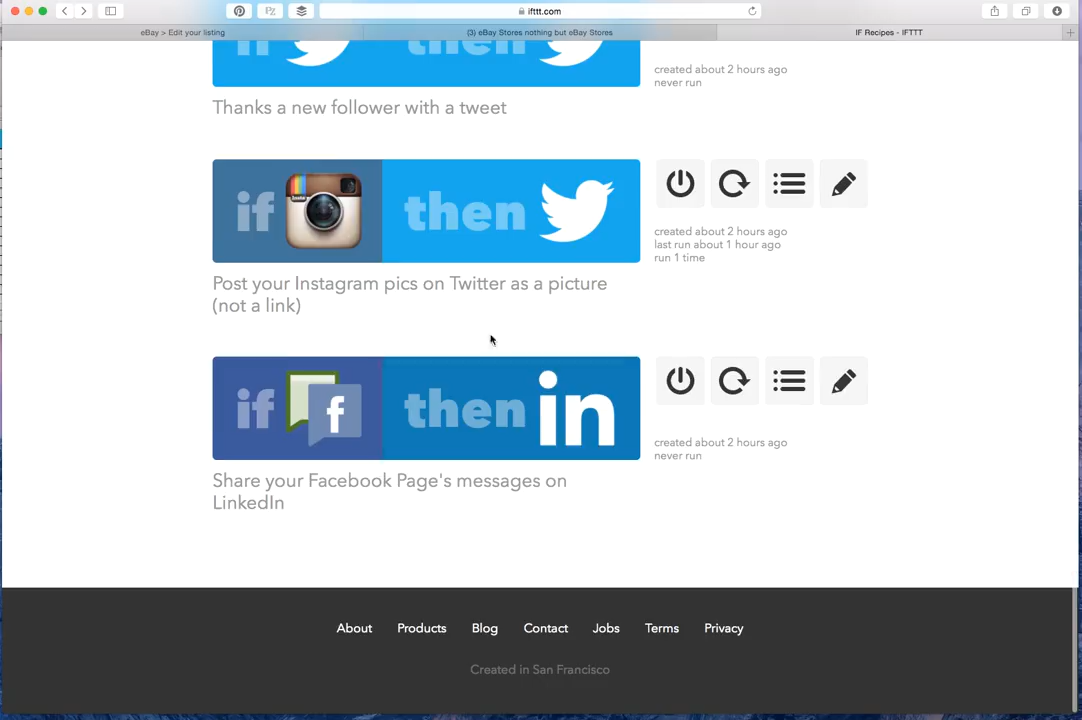 ifttt.com
eBay > Edit your listing
(3) eBay Stores nothing but eBay Stores
IF Recipes - IFTTT
created about 2 hours ago
never run
Thanks a new follower with a tweet
if
Insta
then
created about 2 hours ago
last run about 1 hour ago
run 1 time
Post your Instagram pics on Twitter as a picture
(not a link)
if
f
then
in
created about 2 hours ago
never run
Share your Facebook Page's messages on
LinkedIn
About
Products
Blog
Contact
Jobs
Terms
Privacy
Created in San Francisco